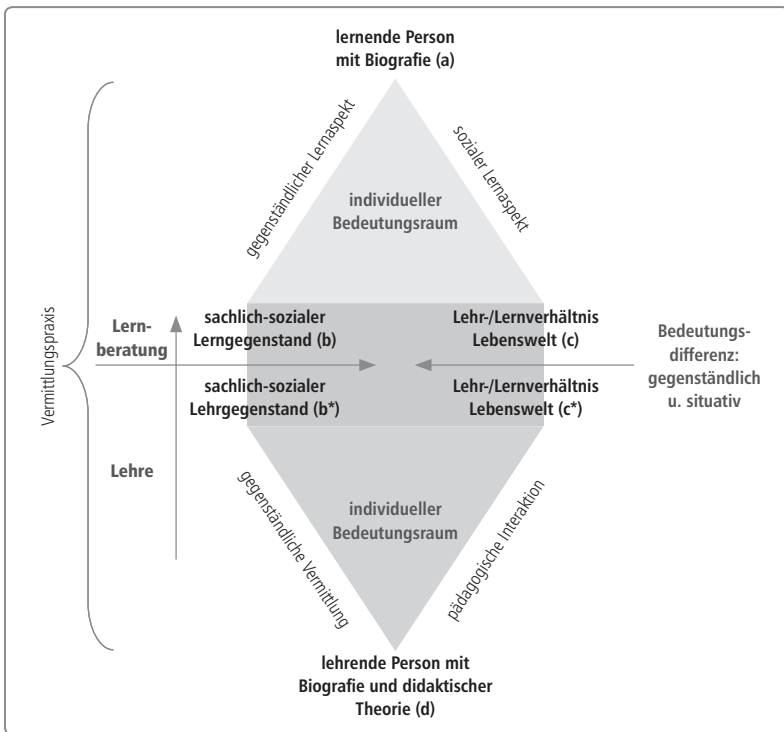 lernende Person
mit Biografie (a)
gegenständlicher Lernaspekt
sozialer Lernaspekt
individueller
Bedeutungsraum
Vermittlungspraxis
Lern-
beratung
sachlich-sozialer
Lerngegenstand (b)
Lehr-/Lernverhältnis
Lebenswelt (c)
sachlich-sozialer
Lehrgegenstand (b*)
Lehr-/Lernverhältnis
Lebenswelt (c*)
Bedeutungs-
differenz:
gegenständlich
u. situativ
Lehre
gegenständliche Vermittlung
individueller
Bedeutungsraum
pädagogische Interaktion
lehrende Person mit
Biografie und didaktischer
Theorie (d)